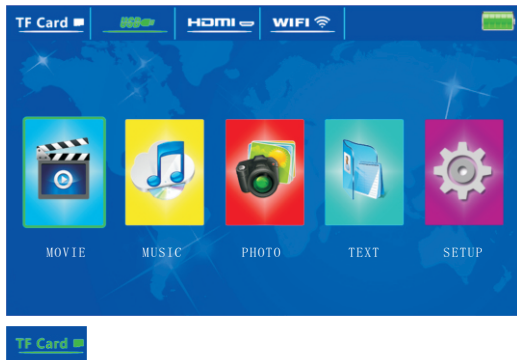 TF Card USB HDMI WIFI
MOVIE MUSIC PHOTO TEXT SETUP
TF Card